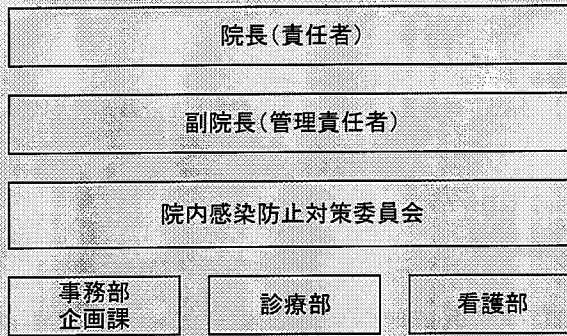 院長(責任者)
副院長(管理責任者)
院内感染防止対策委員会
事務部
企画課
診療部
看護部